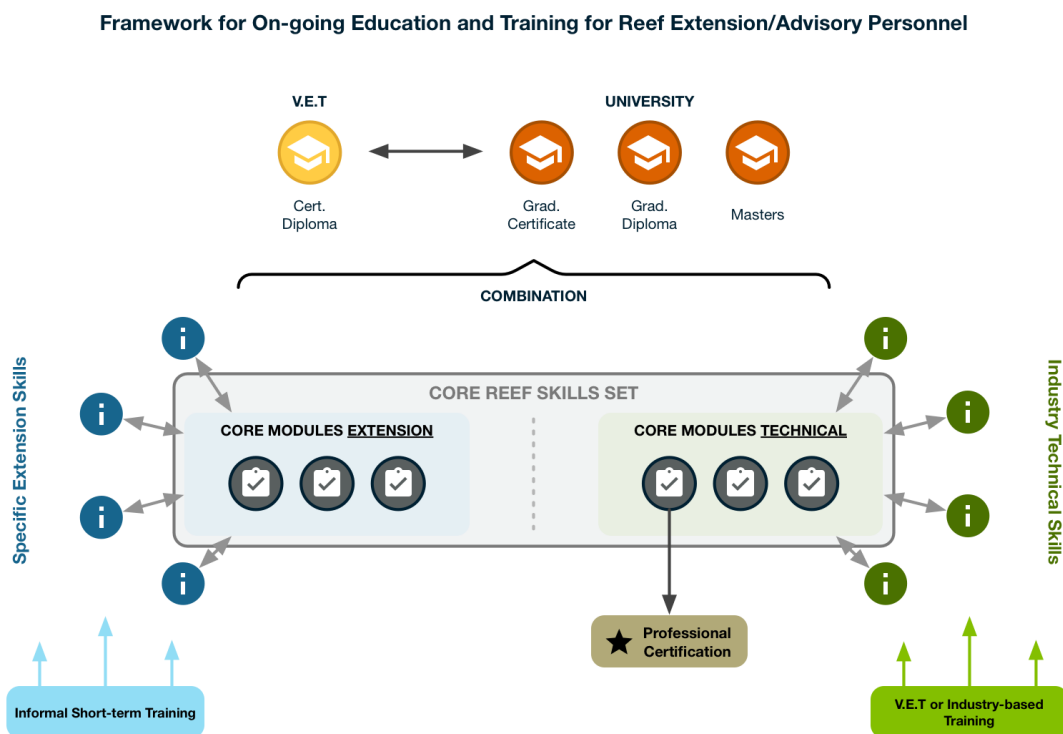 Framework for On-going Education and Training for Reef Extension/Advisory Personnel
V.E.T
UNIVERSITY
Cert.
Diploma
Grad.
Certificate
Grad.
Diploma
Masters
COMBINATION
i
i
i
i
Specific Extension Skills
CORE REEF SKILLS SET
CORE MODULES EXTENSION
CORE MODULES TECHNICAL
i
i
i
i
Industry Technical Skills
Professional
Certification
Informal Short-term Training
V.E.T or Industry-based
Training